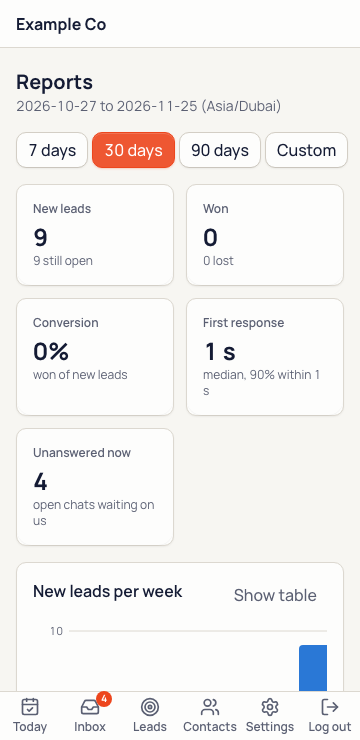 Example Co
Reports
2026-10-27 to 2026-11-25 (Asia/Dubai)
7 days 30 days 90 days Custom
New leads
9
9 still open
Won
0
0 lost
Conversion
0%
won of new leads
First response
1 s
median, 90% within 1
s
Unanswered now
4
open chats waiting on
us
New leads per week
Show table
10
4
Today Inbox Leads Contacts Settings Log out